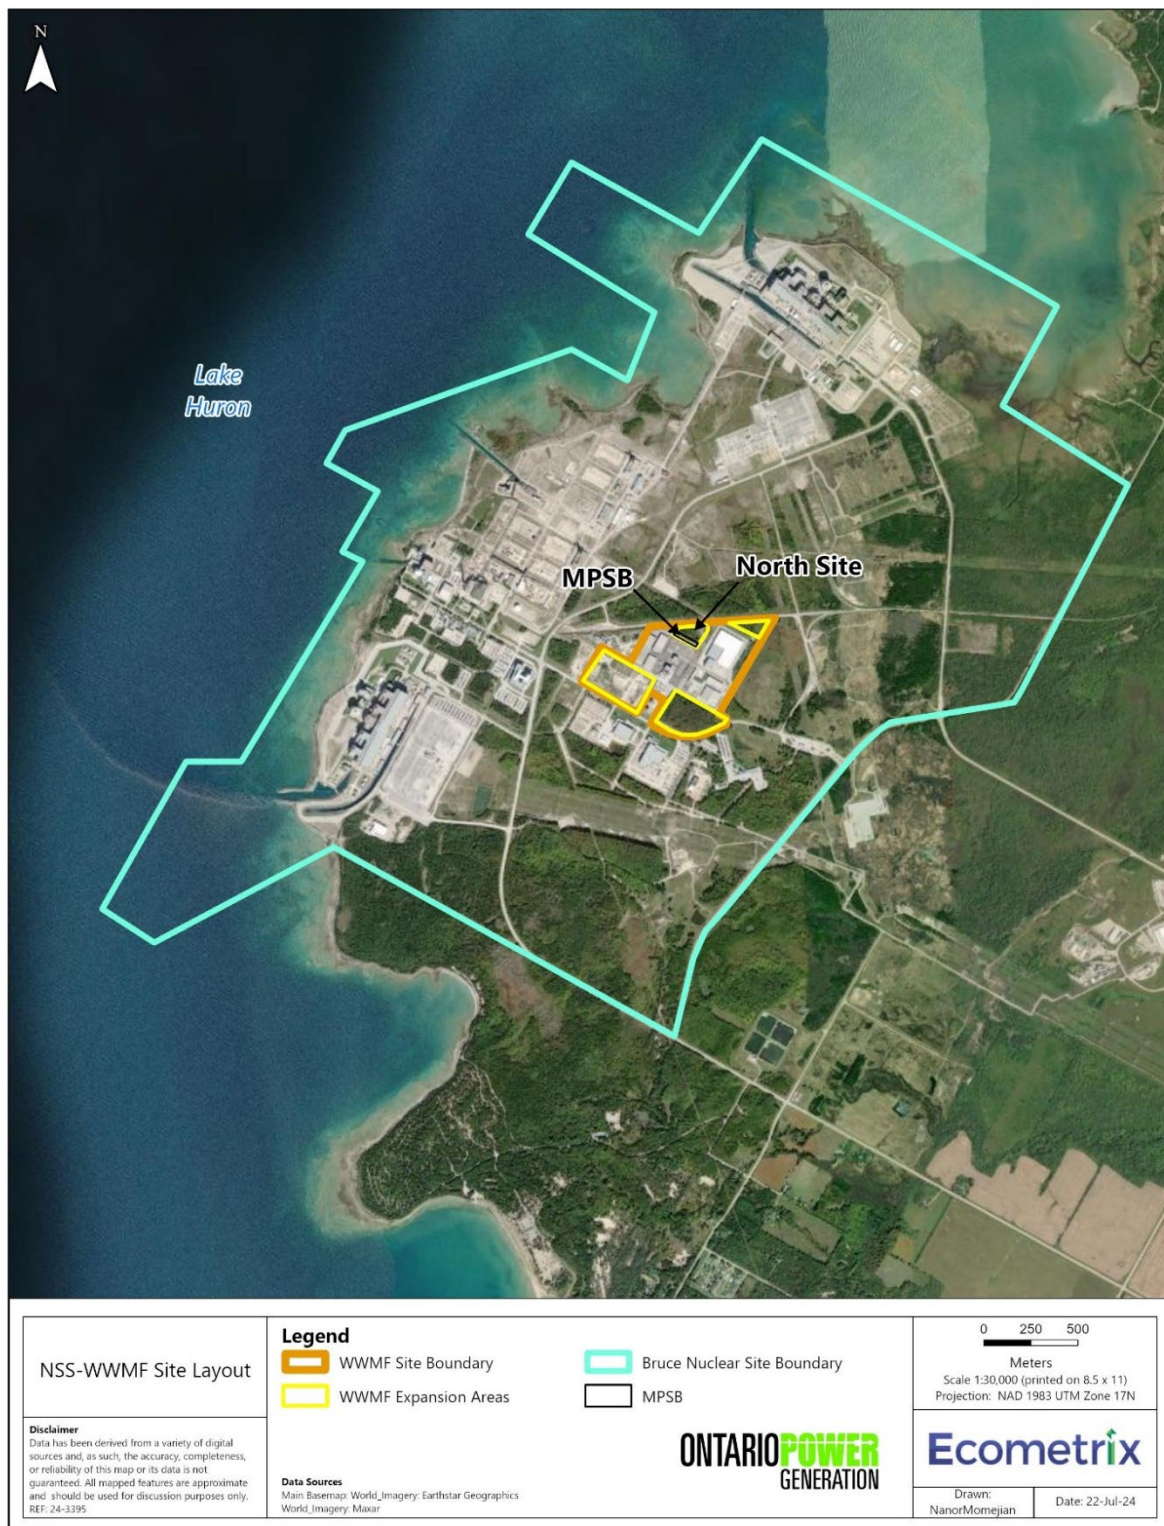 N
Lake
Huron
MPSB
North Site
NSS-WWMF Site Layout
Disclaimer
Data has been derived from a variety of digital
sources and, as such, the accuracy, completeness,
or reliability of this map or its data is not
guaranteed. All mapped features are approximate
and should be used for discussion purposes only.
REF: 24-3395
Legend
WWMF Site Boundary
Bruce Nuclear Site Boundary
WWMF Expansion Areas
MPSB
Data Sources
Main Basemap: World_Imagery: Earthstar Geographics
World_Imagery: Maxar
ONTARIOPOWER
GENERATION
0 250 500
Meters
Scale 1:30,000 (printed on 8.5 x 11)
Projection: NAD 1983 UTM Zone 17N
Ecometrix
Drawn:
NanorMomejian
Date: 22-Jul-24